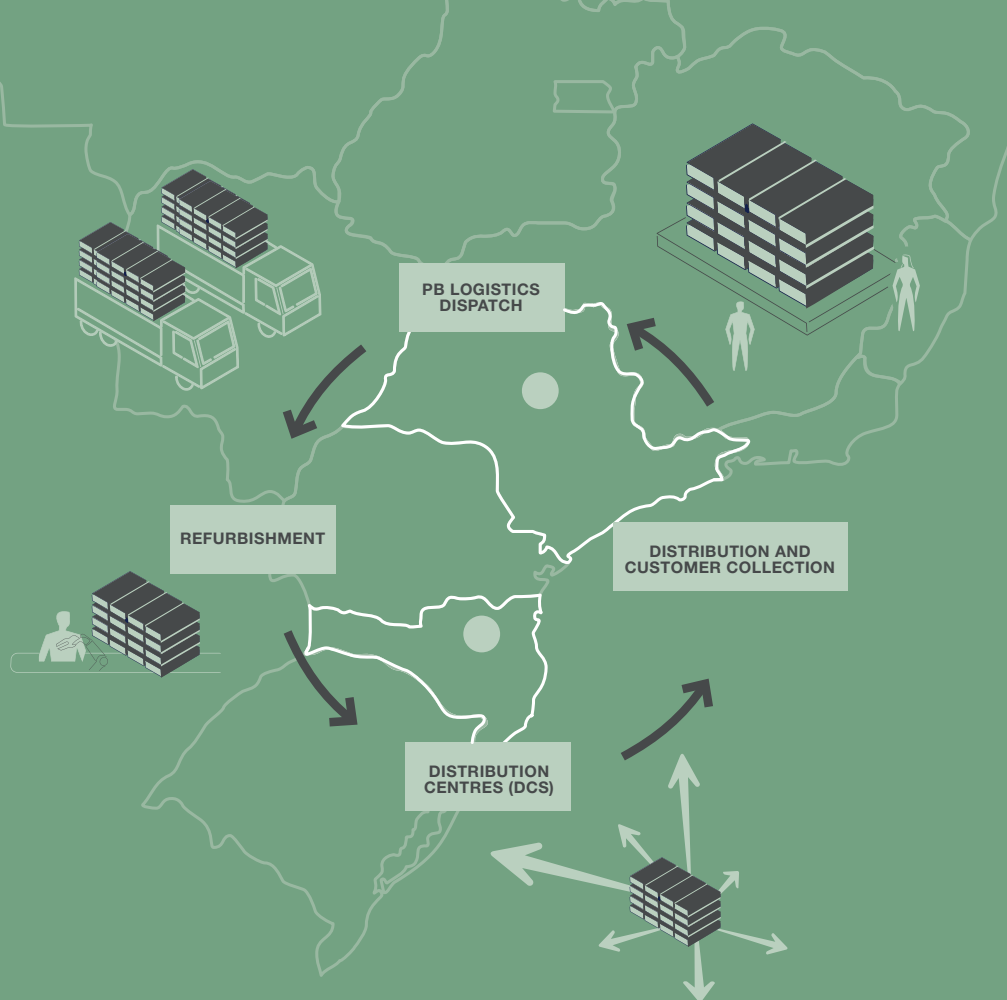 PB LOGISTICS
DISPATCH
REFURBISHMENT
DISTRIBUTION AND
CUSTOMER COLLECTION
DISTRIBUTION
CENTRES (DCS)